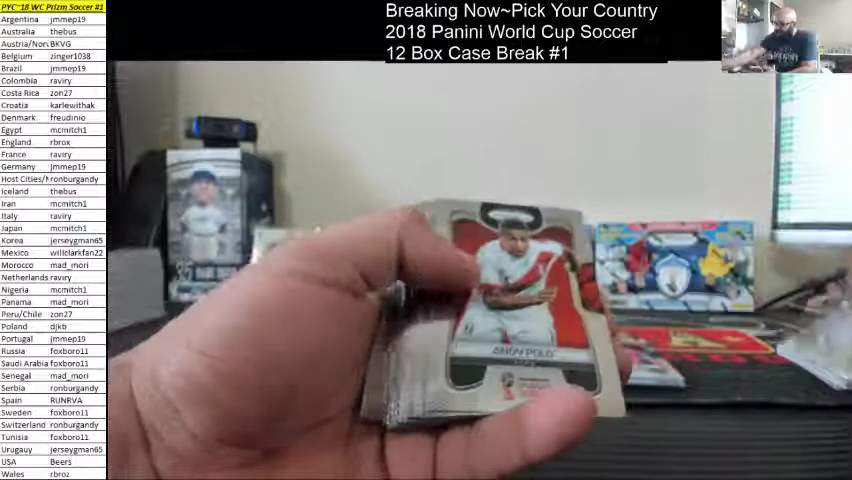 PYC~18 WC Prizm Soccer #1
Argentina jmmep19
Australia thebus
Austria/Nor BKVG
Belgium zinger1038
Brazil jmmep19
Colombia raviry
Costa Rica zon27
Croatia karlewithak
Denmark freudinio
Egypt mcmitch1
England rbrox
France raviry
Germany jmmep19
Host Cities/ ronburgandy
Iceland thebus
Iran mcmitch1
Italy raviry
Japan mcmitch1
Korea jerseygman65
Mexico willclarkfan22
Morocco mad_mori
Netherlands raviry
Nigeria mcmitch1
Panama mad_mori
Peru/Chile zon27
Poland djkb
Portugal jmmep19
Russia foxboro11
Saudi Arabia foxboro11
Senegal mad_mori
Serbia ronburgandy
Spain RUNRVA
Sweden foxboro11
Switzerland ronburgandy
Tunisia foxboro11
Urugauy jerseygman65
USA Beers
Wales rbroz
Breaking Now~Pick Your Country
2018 Panini World Cup Soccer
12 Box Case Break #1
ANDY POLO